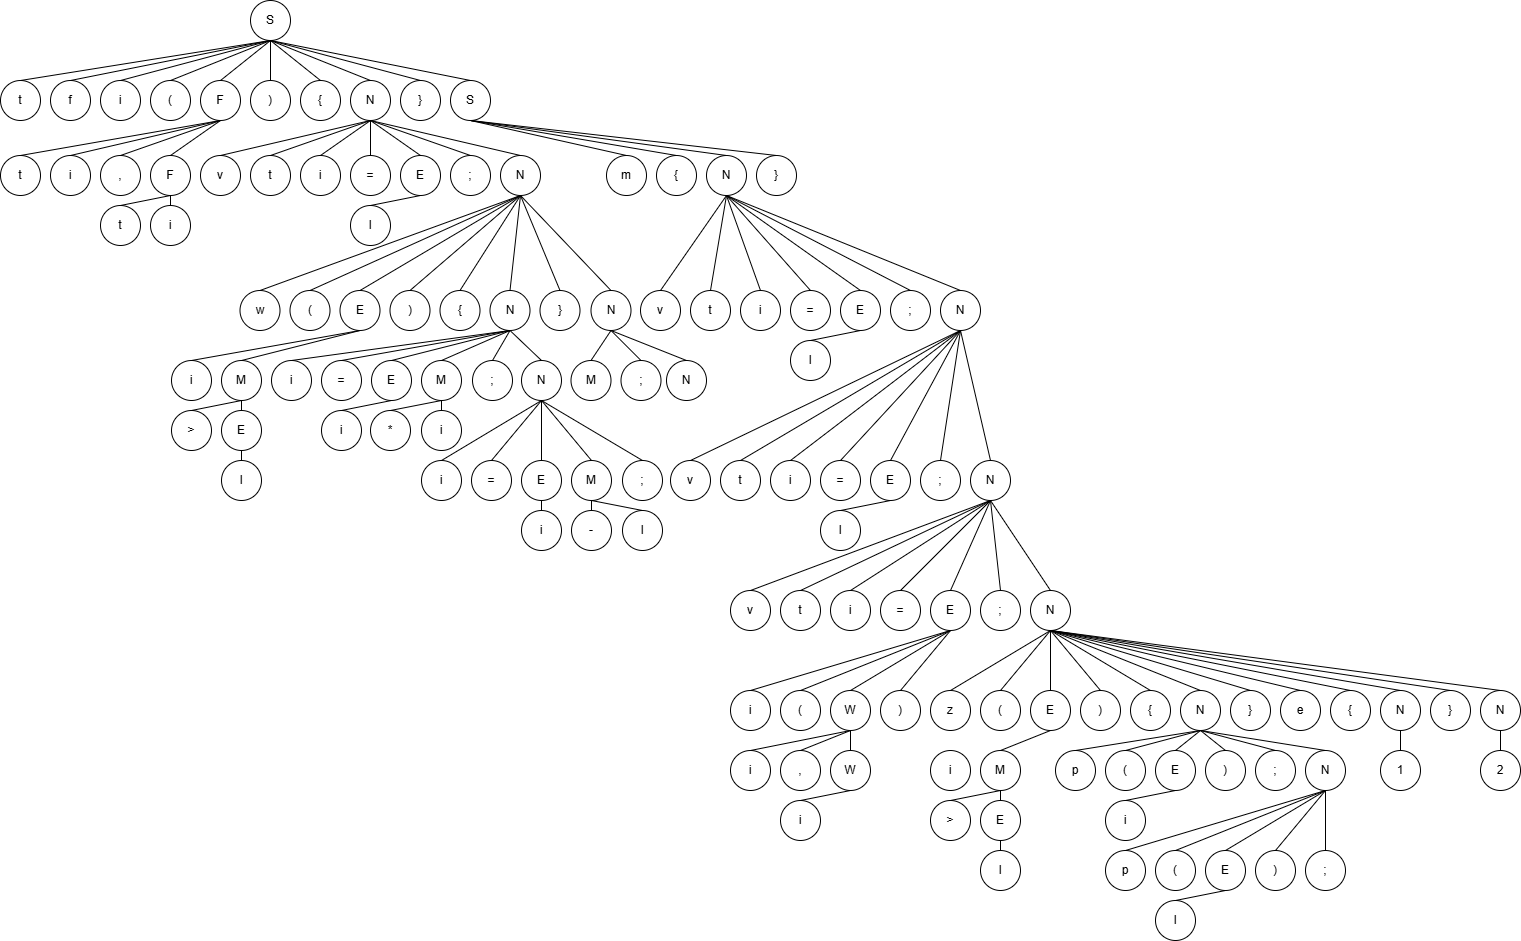 S
t f i ( F ) { N } S
t i , F v t i = E ; N m { N }
t i l
w ( E ) { N } N v t i = E ; N
l
i M i = E M ; N M ; N
> E i * i
l i = E M ; v t i = E ; N
i - l l
v t i = E ; N
i ( W ) z ( E ) { N } e { N } N
i , W i M p ( E ) ; N 1 2
i > E i
l p ( E ) ;
l